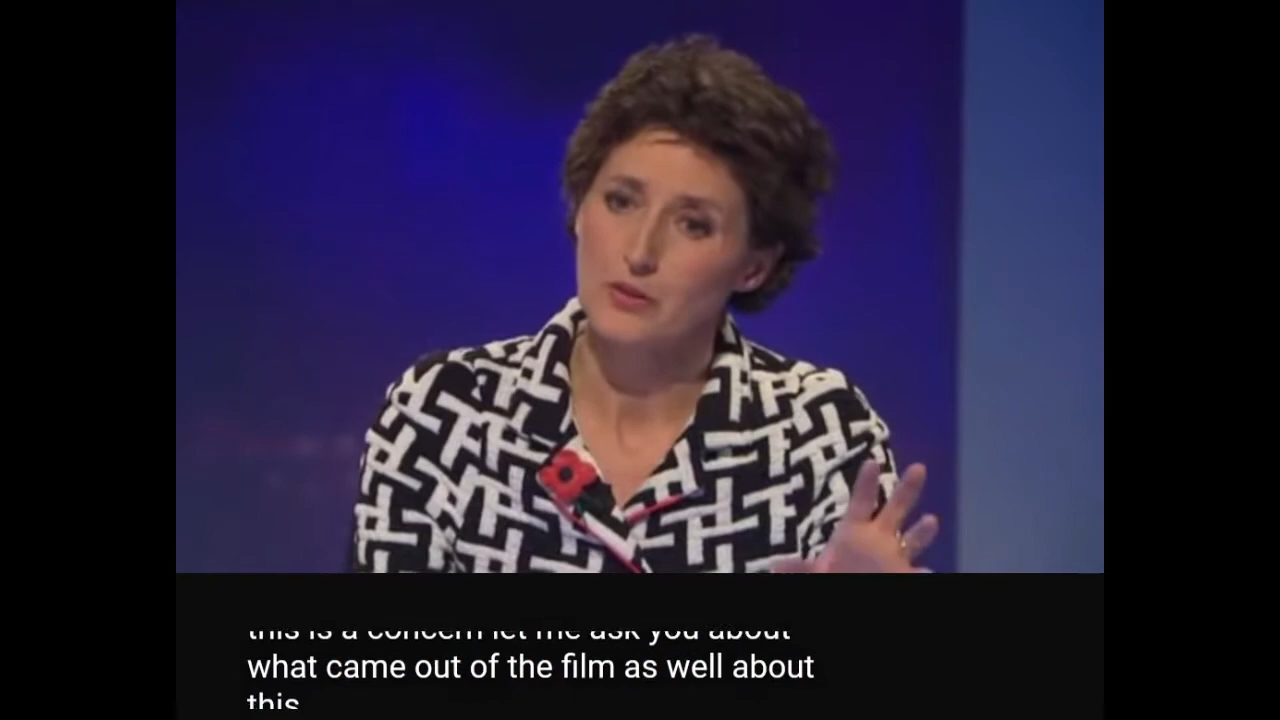 this is a concern let me ask you about
what came out of the film as well about
this